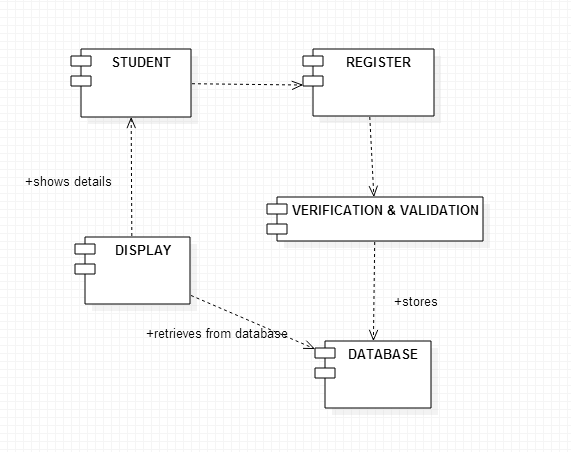 STUDENT
REGISTER
+shows details
VERIFICATION & VALIDATION
DISPLAY
+stores
+retrieves from database
DATABASE